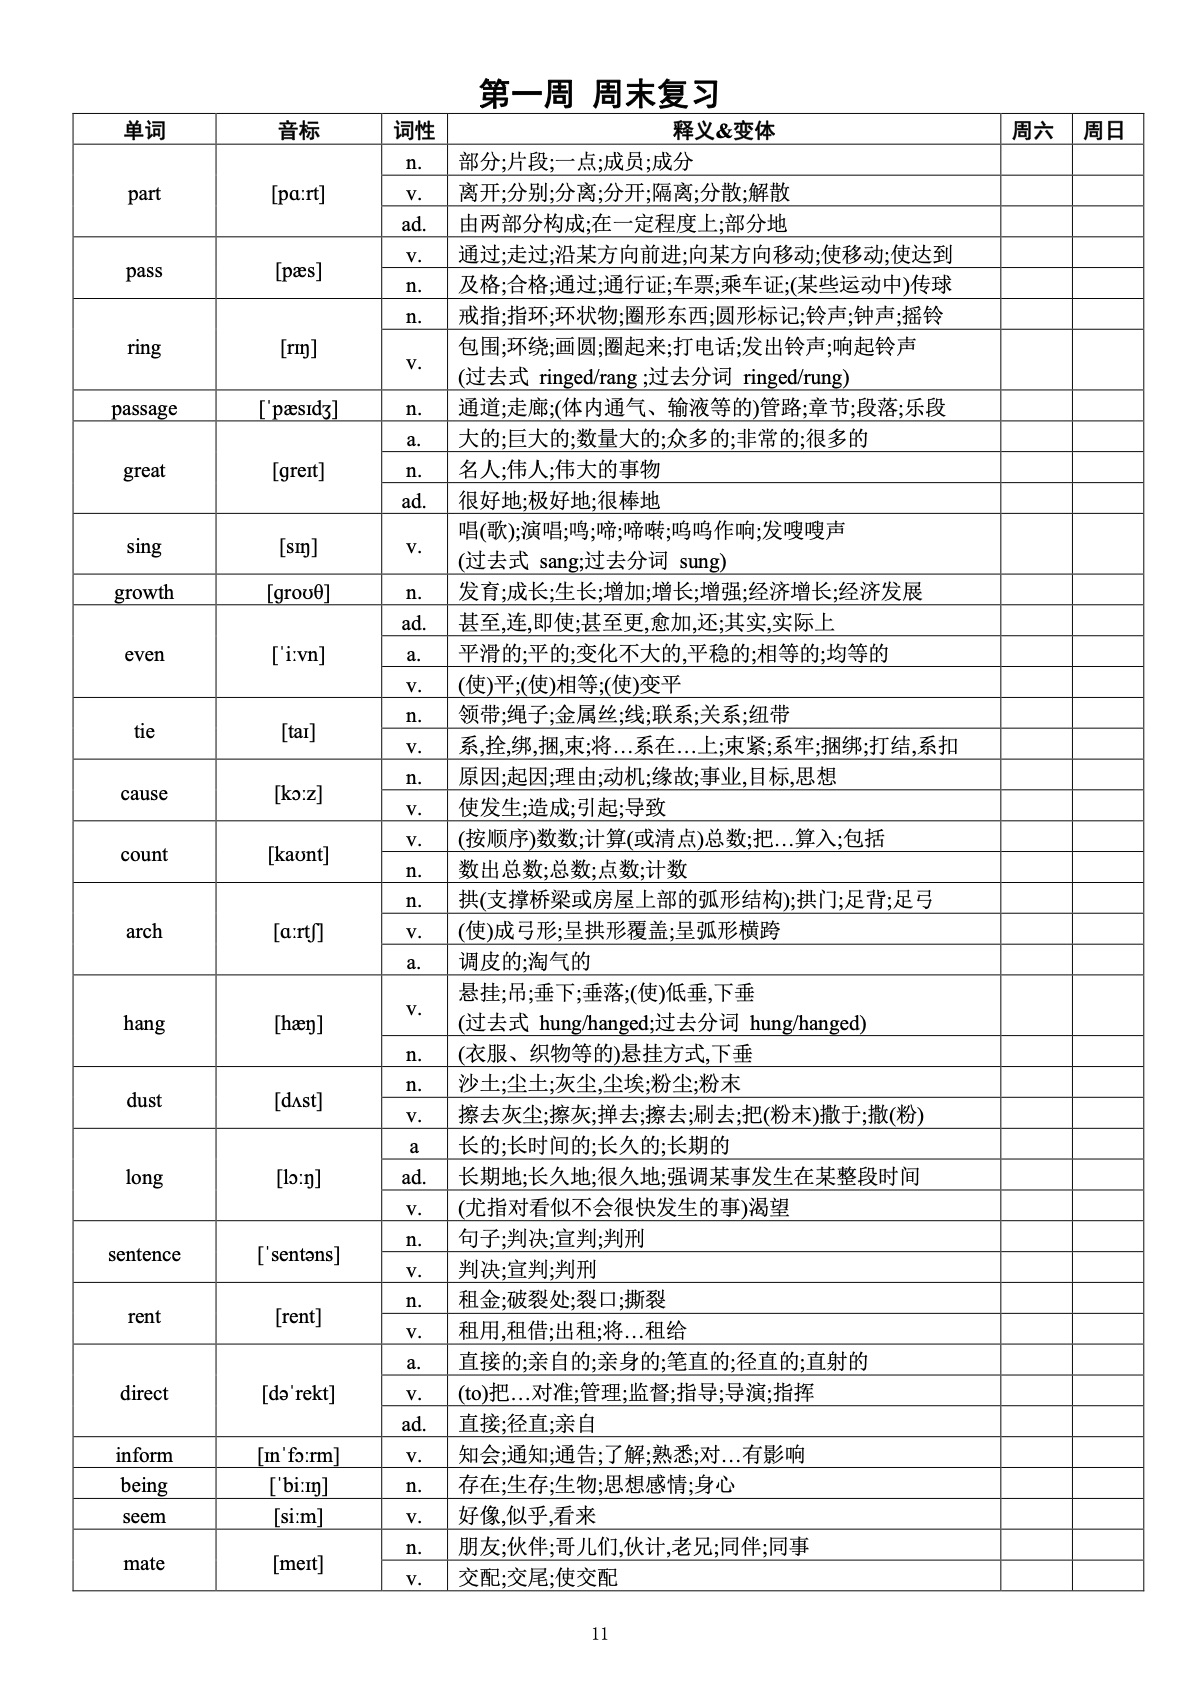 第一周 周末复习
单词 音标 词性 释义&变体 周六 周日
part [pɑːrt] n. 部分;片段;一点;成员;成分
v. 离开;分别;分离;分开;隔离;分散;解散
ad. 由两部分构成;在一定程度上;部分地
pass [pæs] v. 通过;走过;沿某方向前进;向某方向移动;使移动;使达到
n. 及格;合格;通过;通行证;车票;乘车证;(某些运动中)传球
ring [rɪŋ] n. 戒指;指环;环状物;圈形东西;圆形标记;铃声;钟声;摇铃
v. 包围;环绕;画圆;圈起来;打电话;发出铃声;响起铃声
(过去式 ringed/rang ;过去分词 ringed/rung)
passage [ˈpæsɪdʒ] n. 通道;走廊;(体内通气、输液等的)管路;章节;段落;乐段
great [ɡreɪt] a. 大的;巨大的;数量大的;众多的;非常的;很多的
n. 名人;伟人;伟大的事物
ad. 很好地;极好地;很棒地
sing [sɪŋ] v. 唱(歌);演唱;鸣;啼;啼啭;呜呜作响;发嗖嗖声
(过去式 sang;过去分词 sung)
growth [ɡroʊθ] n. 发育;成长;生长;增加;增长;增强;经济增长;经济发展
even [ˈiːvn] ad. 甚至,连,即使;甚至更,愈加,还;其实,实际上
a. 平滑的;平的;变化不大的,平稳的;相等的;均等的
v. (使)平;(使)相等;(使)变平
tie [taɪ] n. 领带;绳子;金属丝;线;联系;关系;纽带
v. 系,拴,绑,捆,束;将…系在…上;束紧;系牢;捆绑;打结,系扣
cause [kɔːz] n. 原因;起因;理由;动机;缘故;事业,目标,思想
v. 使发生;造成;引起;导致
count [kaʊnt] v. (按顺序)数数;计算(或清点)总数;把…算入;包括
n. 数出总数;总数;点数;计数
arch [ɑːrtʃ] n. 拱(支撑桥梁或房屋上部的弧形结构);拱门;足背;足弓
v. (使)成弓形;呈拱形覆盖;呈弧形横跨
a. 调皮的;淘气的
hang [hæŋ] v. 悬挂;吊;垂下;垂落;(使)低垂,下垂
(过去式 hung/hanged;过去分词 hung/hanged)
n. (衣服、织物等的)悬挂方式,下垂
dust [dʌst] n. 沙土;尘土;灰尘,尘埃;粉尘;粉末
v. 擦去灰尘;擦灰;掸去;擦去;刷去;把(粉末)撒于;撒(粉)
long [lɔːŋ] a 长的;长时间的;长久的;长期的
ad. 长期地;长久地;很久地;强调某事发生在某整段时间
v. (尤指对看似不会很快发生的事)渴望
sentence [ˈsentəns] n. 句子;判决;宣判;判刑
v. 判决;宣判;判刑
rent [rent] n. 租金;破裂处;裂口;撕裂
v. 租用,租借;出租;将…租给
direct [dəˈrekt] a. 直接的;亲自的;亲身的;笔直的;径直的;直射的
v. (to)把…对准;管理;监督;指导;导演;指挥
ad. 直接;径直;亲自
inform [ɪnˈfɔːrm] v. 知会;通知;通告;了解;熟悉;对…有影响
being [ˈbiːɪŋ] n. 存在;生存;生物;思想感情;身心
seem [siːm] v. 好像,似乎,看来
mate [meɪt] n. 朋友;伙伴;哥儿们,伙计,老兄;同伴;同事
v. 交配;交尾;使交配
11